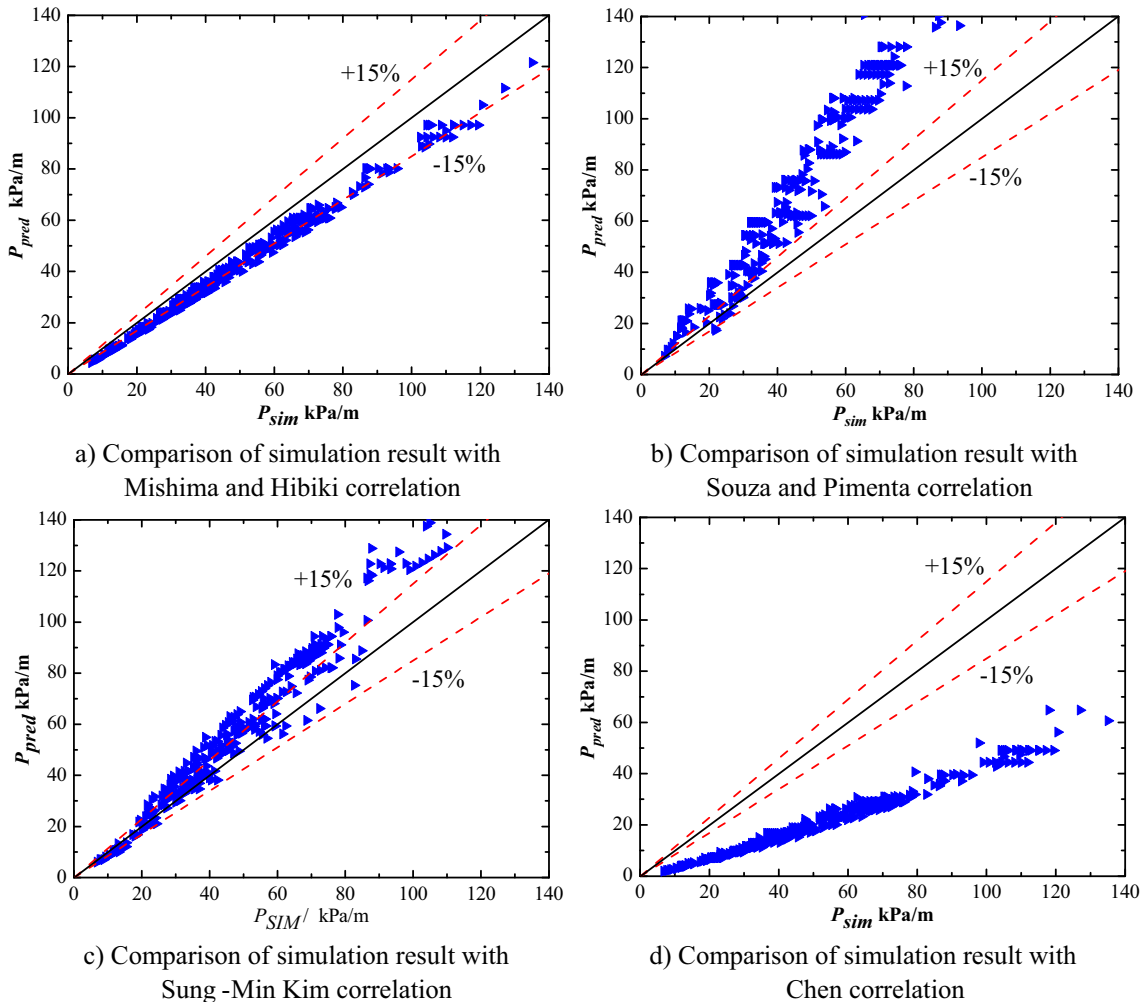 140
120
100
80
60
40
20
0
P_pred kPa/m
+15%
-15%
0 20 40 60 80 100 120 140
P_sim kPa/m
a) Comparison of simulation result with
Mishima and Hibiki correlation
140
120
100
80
60
40
20
0
P_pred kPa/m
+15%
-15%
0 20 40 60 80 100 120 140
P_sim kPa/m
b) Comparison of simulation result with
Souza and Pimenta correlation
140
120
100
80
60
40
20
0
P_pred kPa/m
+15%
-15%
0 20 40 60 80 100 120 140
P_SIM/ kPa/m
c) Comparison of simulation result with
Sung -Min Kim correlation
140
120
100
80
60
40
20
0
P_pred kPa/m
+15%
-15%
0 20 40 60 80 100 120 140
P_sim kPa/m
d) Comparison of simulation result with
Chen correlation